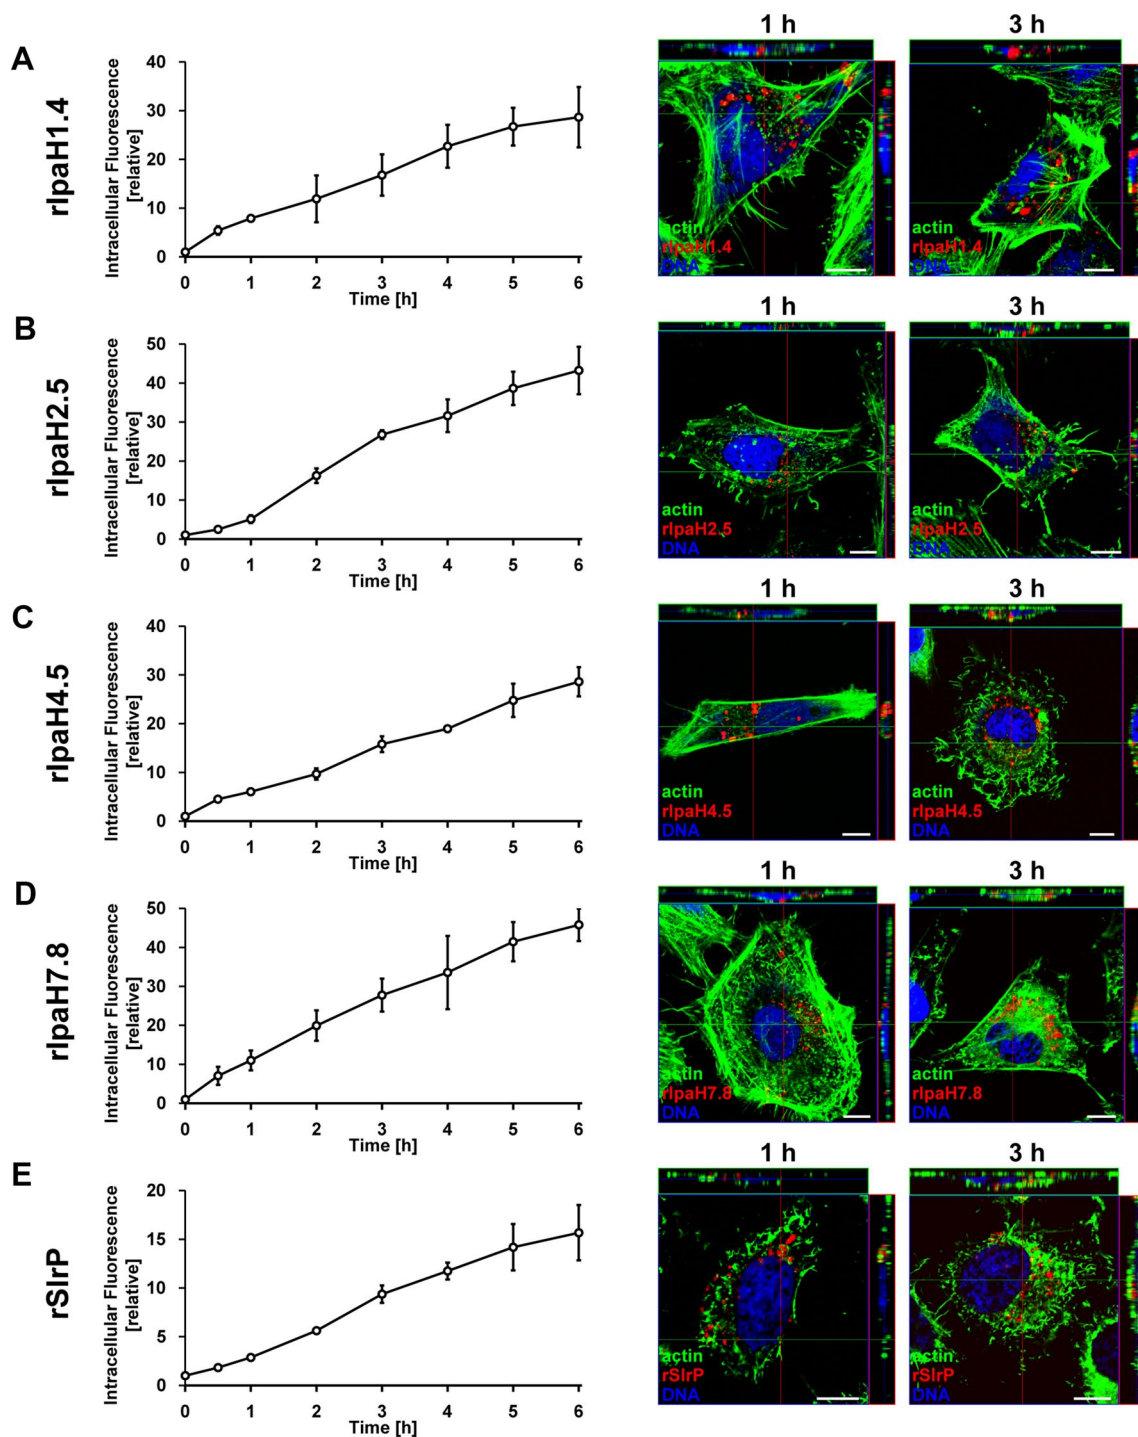 A
rIpaH1.4
Intracellular Fluorescence
[relative]
40
30
20
10
0
0 1 2 3 4 5 6
Time [h]
1 h
3 h
actin
rIpaH1.4
DNA
actin
rIpaH1.4
DNA
B
rIpaH2.5
Intracellular Fluorescence
[relative]
50
40
30
20
10
0
0 1 2 3 4 5 6
Time [h]
1 h
3 h
actin
rIpaH2.5
DNA
actin
rIpaH2.5
DNA
C
rIpaH4.5
Intracellular Fluorescence
[relative]
40
30
20
10
0
0 1 2 3 4 5 6
Time [h]
1 h
3 h
actin
rIpaH4.5
DNA
actin
rIpaH4.5
DNA
D
rIpaH7.8
Intracellular Fluorescence
[relative]
50
40
30
20
10
0
0 1 2 3 4 5 6
Time [h]
1 h
3 h
actin
rIpaH7.8
DNA
actin
rIpaH7.8
DNA
E
rSlrP
Intracellular Fluorescence
[relative]
20
15
10
5
0
0 1 2 3 4 5 6
Time [h]
1 h
3 h
actin
rSlrP
DNA
actin
rSlrP
DNA